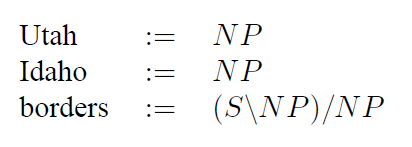 Utah := NP
Idaho := NP
borders := (S\NP)/NP